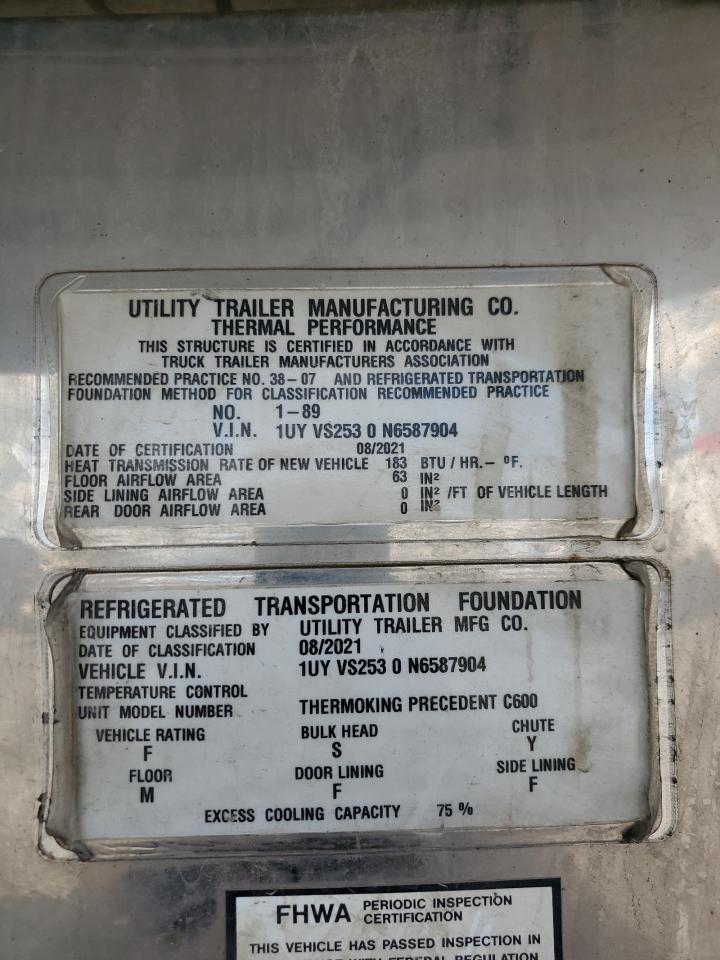 UTILITY TRAILER MANUFACTURING CO.
THERMAL PERFORMANCE
THIS STRUCTURE IS CERTIFIED IN ACCORDANCE WITH
TRUCK TRAILER MANUFACTURERS ASSOCIATION
RECOMMENDED PRACTICE NO. 38-07 AND REFRIGERATED TRANSPORTATION
FOUNDATION METHOD FOR CLASSIFICATION RECOMMENDED PRACTICE
NO. 1-89
V.I.N. 1UY VS253 0 N6587904
DATE OF CERTIFICATION 08/2021
HEAT TRANSMISSION RATE OF NEW VEHICLE 183 BTU / HR.- ºF.
FLOOR AIRFLOW AREA 63 IN²
SIDE LINING AIRFLOW AREA 0 IN² /FT OF VEHICLE LENGTH
REAR DOOR AIRFLOW AREA 0 IN²
REFRIGERATED TRANSPORTATION FOUNDATION
EQUIPMENT CLASSIFIED BY UTILITY TRAILER MFG CO.
DATE OF CLASSIFICATION 08/2021
VEHICLE V.I.N. 1UY VS253 0 N6587904
TEMPERATURE CONTROL
UNIT MODEL NUMBER THERMOKING PRECEDENT C600
VEHICLE RATING BULK HEAD CHUTE
F S Y
FLOOR DOOR LINING SIDE LINING
M F F
EXCESS COOLING CAPACITY 75 %
FHWA PERIODIC INSPECTION
CERTIFICATION
THIS VEHICLE HAS PASSED INSPECTION IN
WITH FEDERAL REGULATION